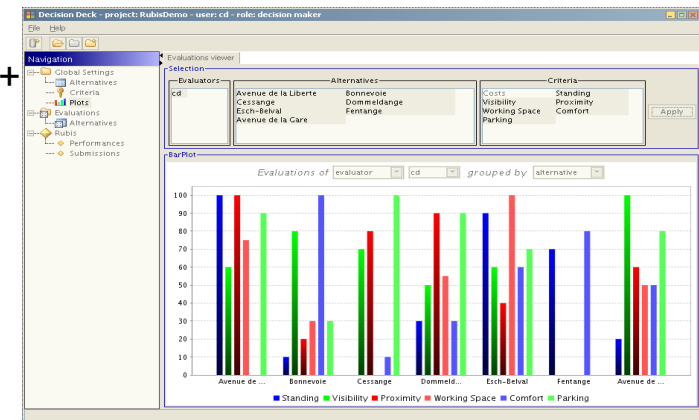 Decision Deck - project: RubisDemo - user: cd - role: decision maker
File Help
Navigation
Global Settings
Alternatives
Criteria
Plots
Evaluations
Alternatives
Rubis
Performances
Submissions
Evaluations viewer
Selection
Evaluators
cd
Alternatives
Avenue de la Liberte Bonnevoie
Cessange Dommeldange
Esch-Belval Fentange
Avenue de la Gare
Criteria
Costs Standing
Visibility Proximity
Working Space Comfort
Parking
Apply
BarPlot
Evaluations of evaluator cd grouped by alternative
100
90
80
70
60
50
40
30
20
10
0
Avenue de ... Bonnevoie Cessange Dommeld... Esch-Belval Fentange Avenue de ...
Standing Visibility Proximity Working Space Comfort Parking
+